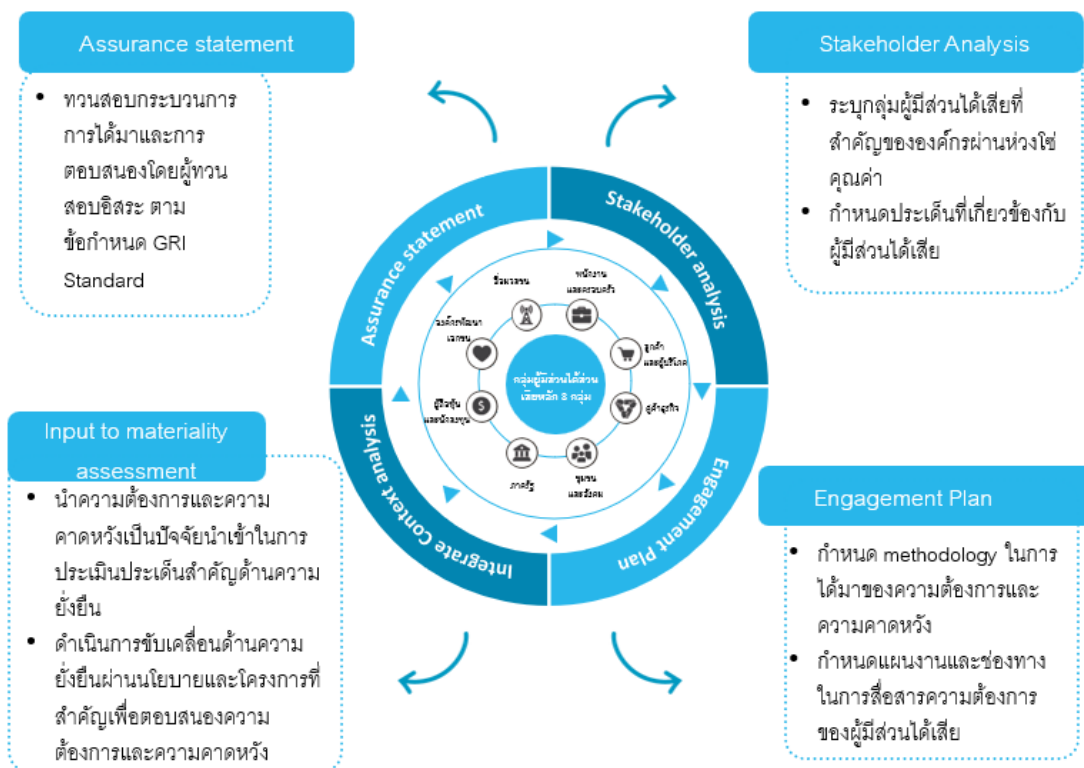 Assurance statement
• ทวนสอบกระบวนการ
การได้มาและการ
ตอบสนองโดยผู้ทวน
สอบอิสระ ตาม
ข้อกำหนด GRI
Standard
Stakeholder Analysis
• ระบุกลุ่มผู้มีส่วนได้เสียที่
สำคัญขององค์กรผ่านห่วงโซ่
คุณค่า
• กำหนดประเด็นที่เกี่ยวข้องกับ
ผู้มีส่วนได้เสีย
Assurance statement
Stakeholder analysis
Engagement Plan
Integrate Context analysis
สื่อมวลชน
พนักงาน
และครอบครัว
องค์กรพัฒนา
เอกชน
ลูกค้า
และผู้บริโภค
กลุ่มผู้มีส่วนได้ส่วน
เสียหลัก 8 กลุ่ม
ผู้ถือหุ้น
และนักลงทุน
คู่ค้าธุรกิจ
ภาครัฐ
ชุมชน
และสังคม
Input to materiality
assessment
• นำความต้องการและความ
คาดหวังเป็นปัจจัยนำเข้าในการ
ประเมินประเด็นสำคัญด้านความ
ยั่งยืน
• ดำเนินการขับเคลื่อนด้านความ
ยั่งยืนผ่านนโยบายและโครงการที่
สำคัญเพื่อตอบสนองความ
ต้องการและความคาดหวัง
Engagement Plan
• กำหนด methodology ในการ
ได้มาของความต้องการและ
ความคาดหวัง
• กำหนดแผนงานและช่องทาง
ในการสื่อสารความต้องการ
ของผู้มีส่วนได้เสีย